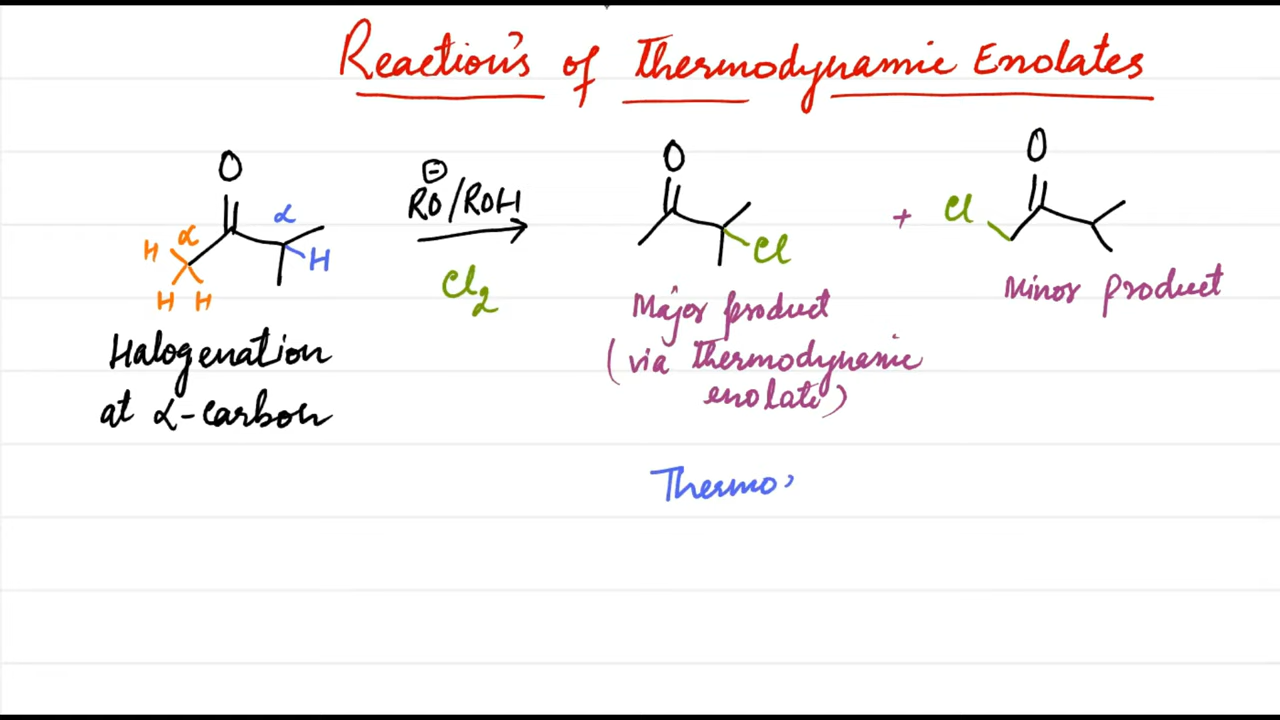 Reaction's of Thermodynamic Enolates
O
O
O
α
α
H
H
H H
⊖
RO/ROH
Cl2
Cl
+
Cl
Halogenation
at α-carbon
Major product
(via Thermodynamic
enolate)
Minor product
Thermo